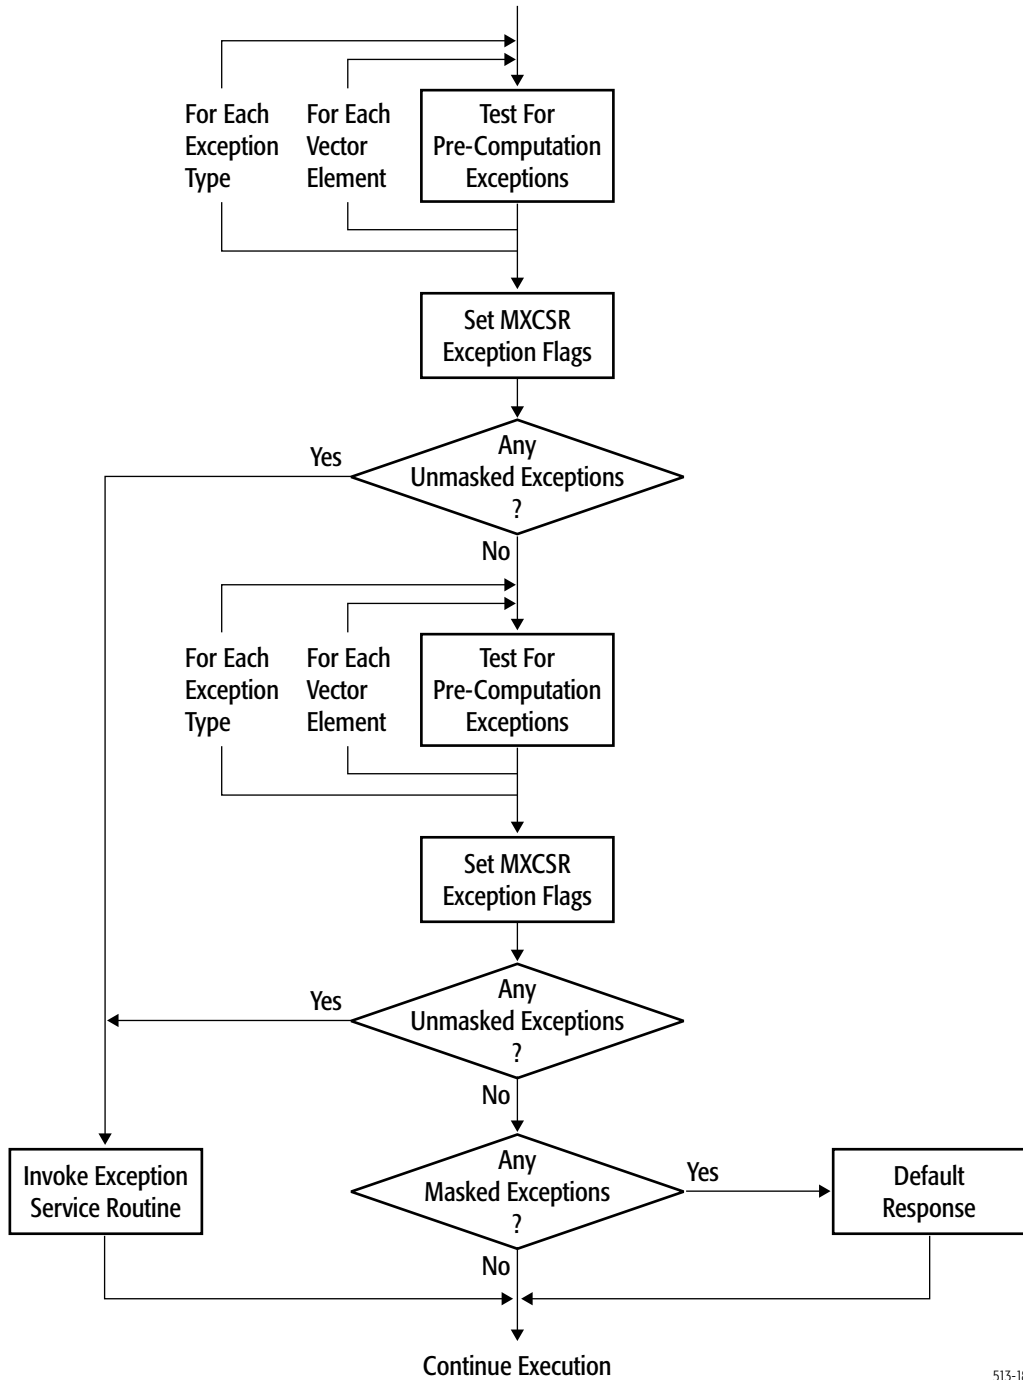 For Each
Exception
Type
For Each
Vector
Element
Test For
Pre-Computation
Exceptions
Set MXCSR
Exception Flags
Any
Unmasked Exceptions
?
Yes
No
For Each
Exception
Type
For Each
Vector
Element
Test For
Pre-Computation
Exceptions
Set MXCSR
Exception Flags
Any
Unmasked Exceptions
?
Yes
No
Invoke Exception
Service Routine
Any
Masked Exceptions
?
Yes
Default
Response
No
Continue Execution